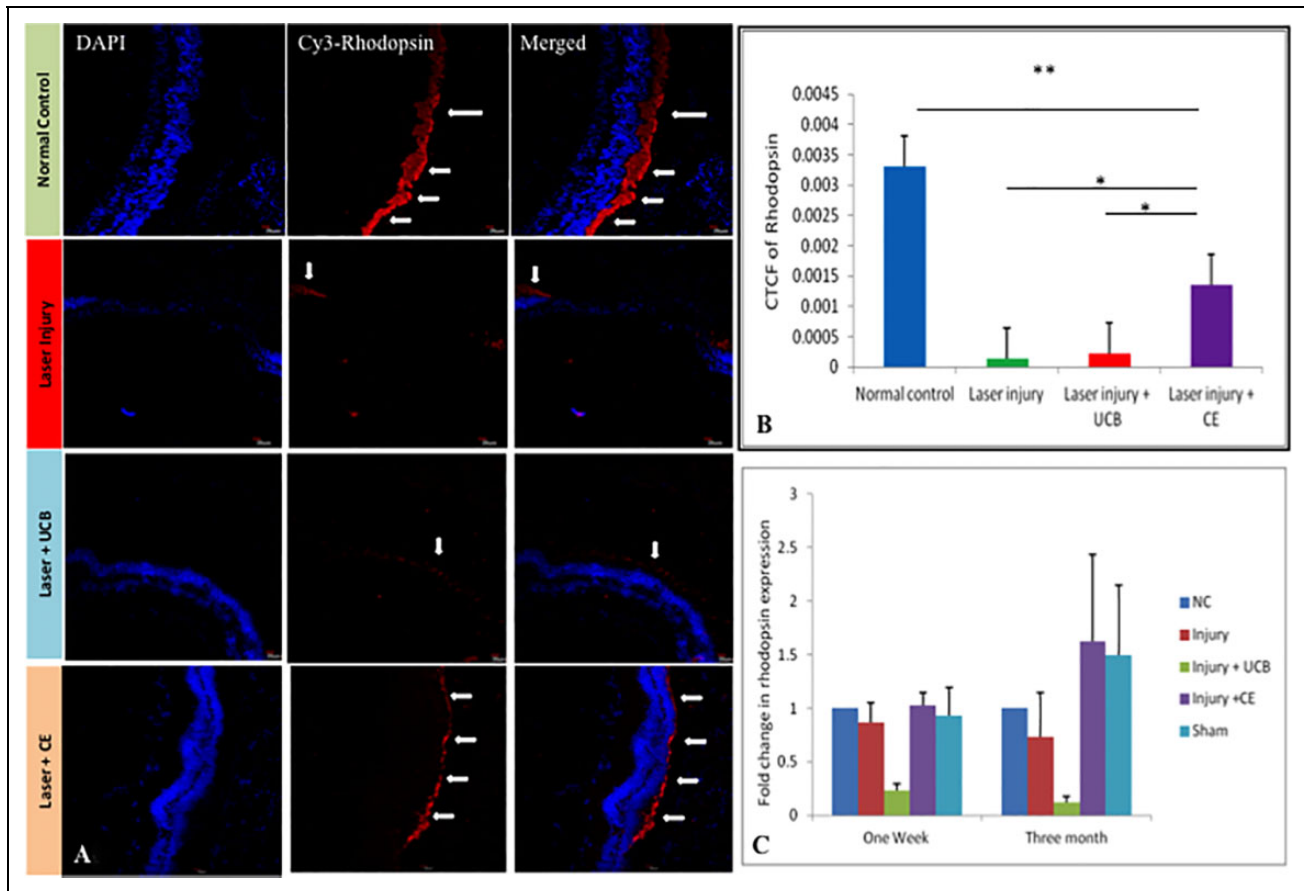 DAPI
Cy3-Rhodopsin
Merged
Normal Control
Laser Injury
Laser + UCB
Laser + CE
A
**
*
*
CTCF of Rhodopsin
0.0045
0.004
0.0035
0.003
0.0025
0.002
0.0015
0.001
0.0005
0
Normal control
Laser injury
Laser injury +
UCB
Laser injury +
CE
B
Fold change in rhodopsin expression
3
2.5
2
1.5
1
0.5
0
One Week
Three month
NC
Injury
Injury + UCB
Injury +CE
Sham
C